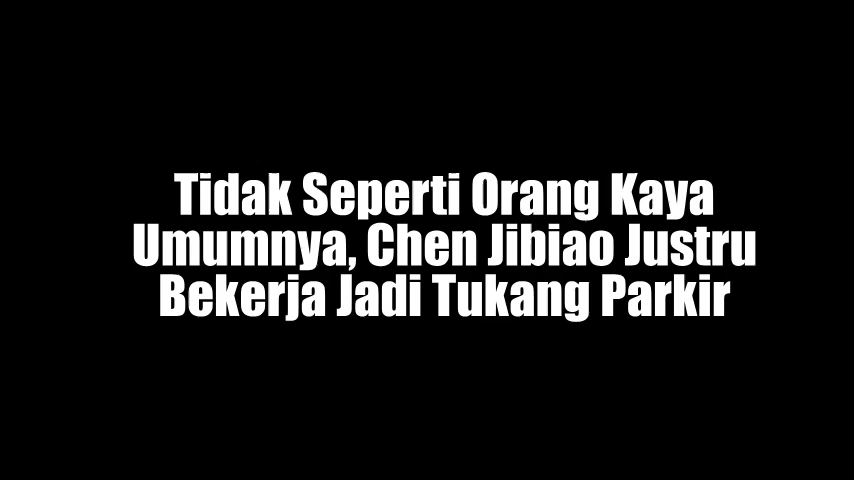 Tidak Seperti Orang Kaya
Umumnya, Chen Jibiao Justru
Bekerja Jadi Tukang Parkir